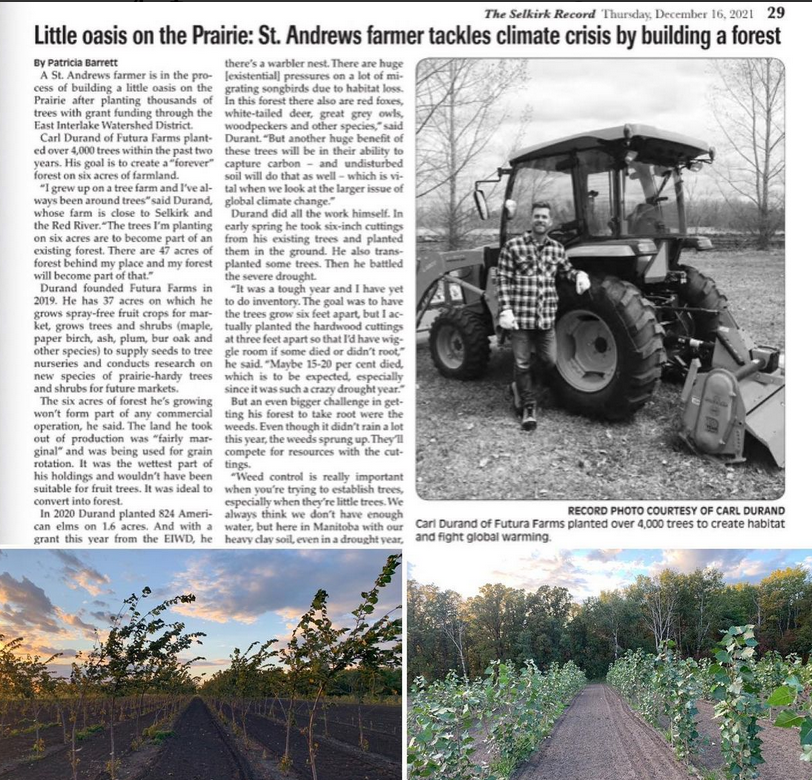 The Selkirk Record Thursday, December 16, 2021 29
Little oasis on the Prairie: St. Andrews farmer tackles climate crisis by building a forest
By Patricia Barrett
A St. Andrews farmer is in the pro-
cess of building a little oasis on the
Prairie after planting thousands of
trees with grant funding through the
East Interlake Watershed District.
Carl Durand of Futura Farms plant-
ed over 4,000 trees within the past two
years. His goal is to create a "forever"
forest on six acres of farmland.
"I grew up on a tree farm and I've al-
ways been around trees" said Durand,
whose farm is close to Selkirk and
the Red River. "The trees I'm planting
on six acres are to become part of an
existing forest. There are 47 acres of
forest behind my place and my forest
will become part of that."
Durand founded Futura Farms in
2019. He has 37 acres on which he
grows spray-free fruit crops for mar-
ket, grows trees and shrubs (maple,
paper birch, ash, plum, bur oak and
other species) to supply seeds to tree
nurseries and conducts research on
new species of prairie-hardy trees
and shrubs for future markets.
The six acres of forest he's growing
won't form part of any commercial
operation, he said. The land he took
out of production was "fairly mar-
ginal" and was being used for grain
rotation. It was the wettest part of
his holdings and wouldn't have been
suitable for fruit trees. It was ideal to
convert into forest.
In 2020 Durand planted 824 Ameri-
can elms on 1.6 acres. And with a
grant this year from the EIWD, he
there's a warbler nest. There are huge
[existential] pressures on a lot of mi-
grating songbirds due to habitat loss.
In this forest there also are red foxes,
white-tailed deer, great grey owls,
woodpeckers and other species," said
Durant. "But another huge benefit of
these trees will be in their ability to
capture carbon – and undisturbed
soil will do that as well – which is vi-
tal when we look at the larger issue of
global climate change."
Durand did all the work himself. In
early spring he took six-inch cuttings
from his existing trees and planted
them in the ground. He also trans-
planted some trees. Then he battled
the severe drought.
"It was a tough year and I have yet
to do inventory. The goal was to have
the trees grow six feet apart, but I ac-
tually planted the hardwood cuttings
at three feet apart so that I'd have wig-
gle room if some died or didn't root,"
he said. "Maybe 15-20 per cent died,
which is to be expected, especially
since it was such a crazy drought year."
But an even bigger challenge in get-
ting his forest to take root were the
weeds. Even though it didn't rain a lot
this year, the weeds sprung up. They'll
compete for resources with the cut-
tings.
"Weed control is really important
when you're trying to establish trees,
especially when they're little trees. We
always think we don't have enough
water, but here in Manitoba with our
heavy clay soil, even in a drought year,
RECORD PHOTO COURTESY OF CARL DURAND
Carl Durand of Futura Farms planted over 4,000 trees to create habitat
and fight global warming.